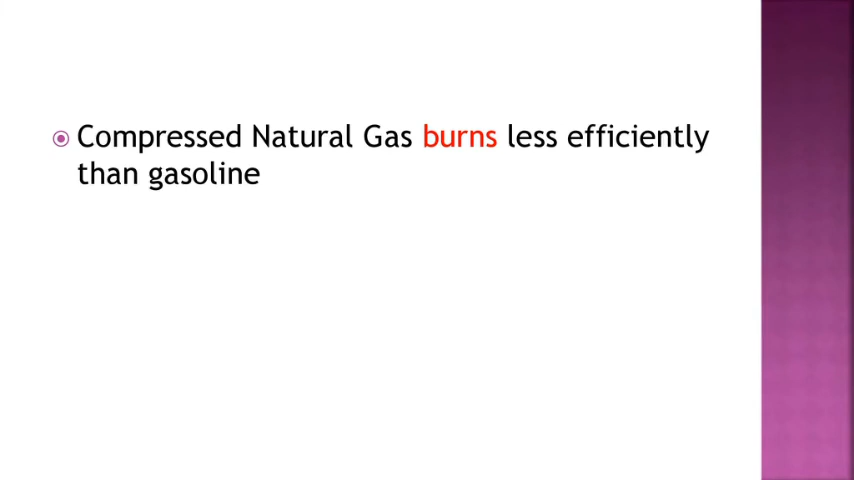 Compressed Natural Gas burns less efficiently
than gasoline